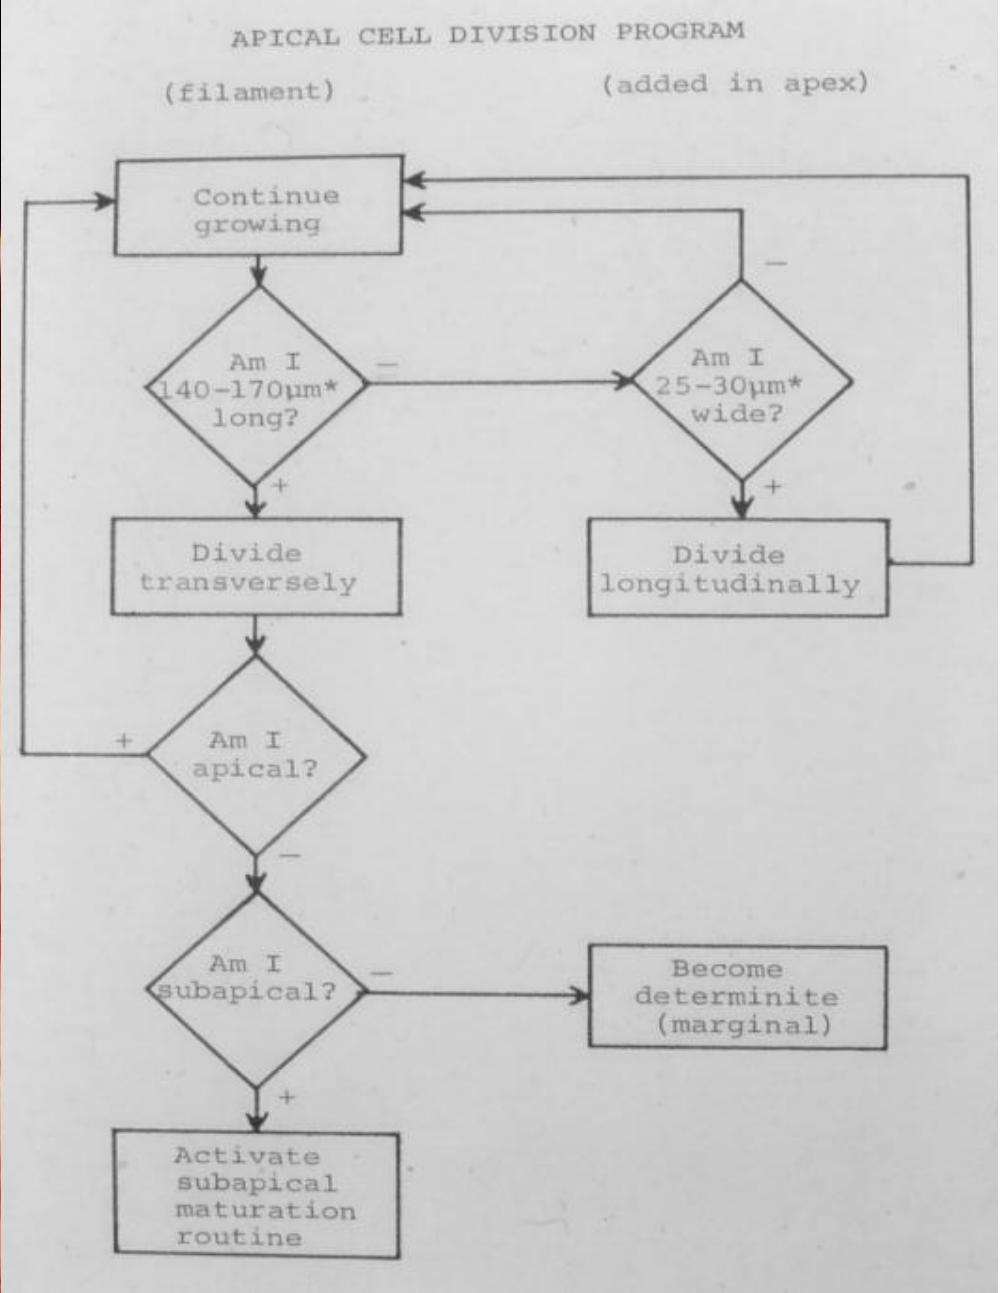 APICAL CELL DIVISION PROGRAM
(filament)
(added in apex)
Continue
growing
Am I
140-170µm*
long?
—
Am I
25-30µm*
wide?
—
+
+
Divide
transversely
Divide
longitudinally
Am I
apical?
+
—
Am I
subapical?
—
Become
determinite
(marginal)
+
Activate
subapical
maturation
routine